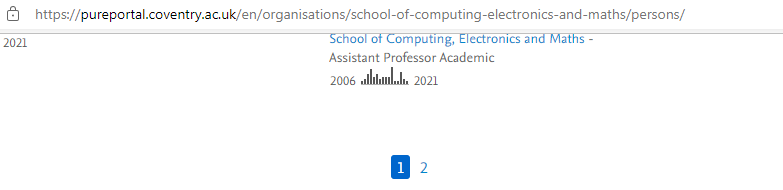 https://pureportal.coventry.ac.uk/en/organisations/school-of-computing-electronics-and-maths/persons/
2021
School of Computing, Electronics and Maths -
Assistant Professor Academic
2006 2021
1 2